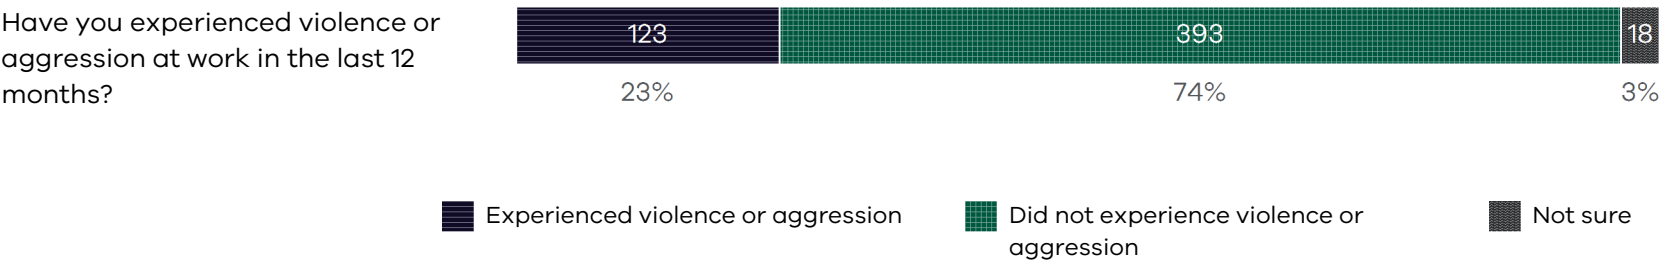 Have you experienced violence or
aggression at work in the last 12
months?
123
393
18
23%
74%
3%
Experienced violence or aggression
Did not experience violence or
aggression
Not sure